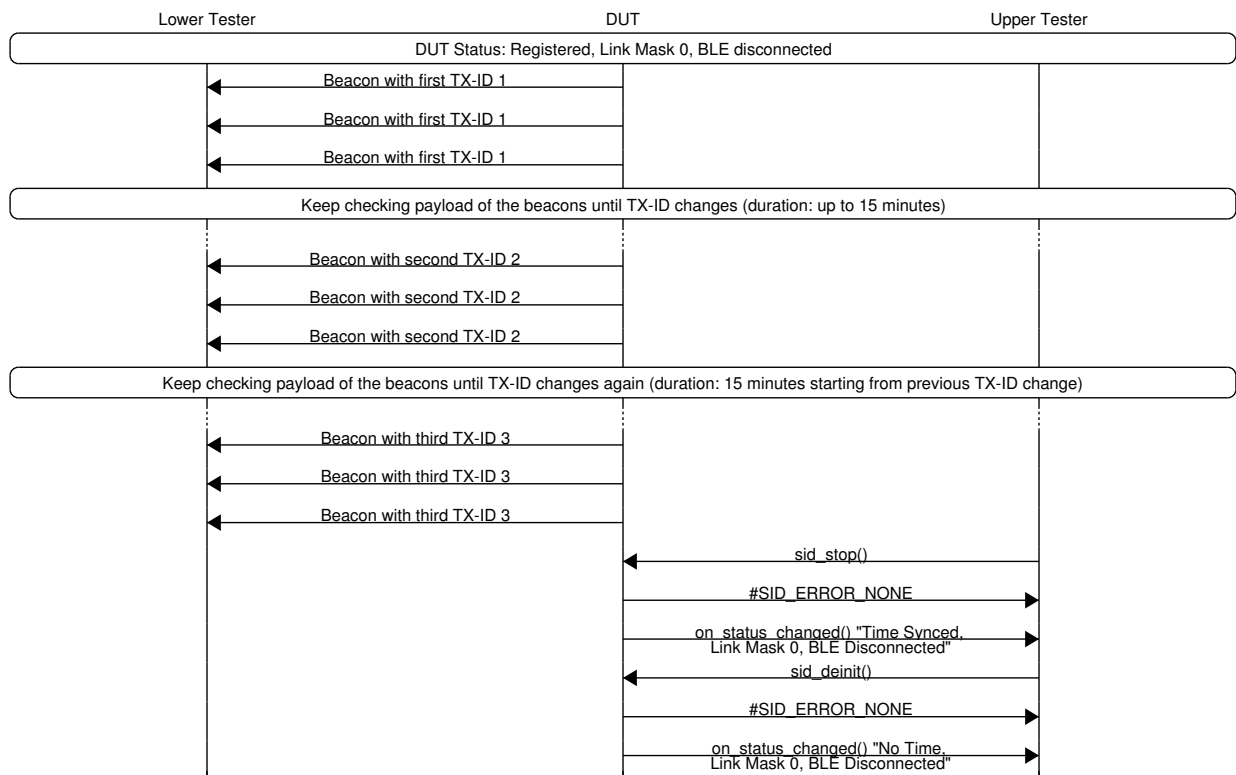 Lower Tester DUT Upper Tester
DUT Status: Registered, Link Mask 0, BLE disconnected
Beacon with first TX-ID 1
Beacon with first TX-ID 1
Beacon with first TX-ID 1
Keep checking payload of the beacons until TX-ID changes (duration: up to 15 minutes)
Beacon with second TX-ID 2
Beacon with second TX-ID 2
Beacon with second TX-ID 2
Keep checking payload of the beacons until TX-ID changes again (duration: 15 minutes starting from previous TX-ID change)
Beacon with third TX-ID 3
Beacon with third TX-ID 3
Beacon with third TX-ID 3
sid_stop()
#SID_ERROR_NONE
on_status_changed() "Time Synced,
Link Mask 0, BLE Disconnected"
sid_deinit()
#SID_ERROR_NONE
on_status_changed() "No Time,
Link Mask 0, BLE Disconnected"